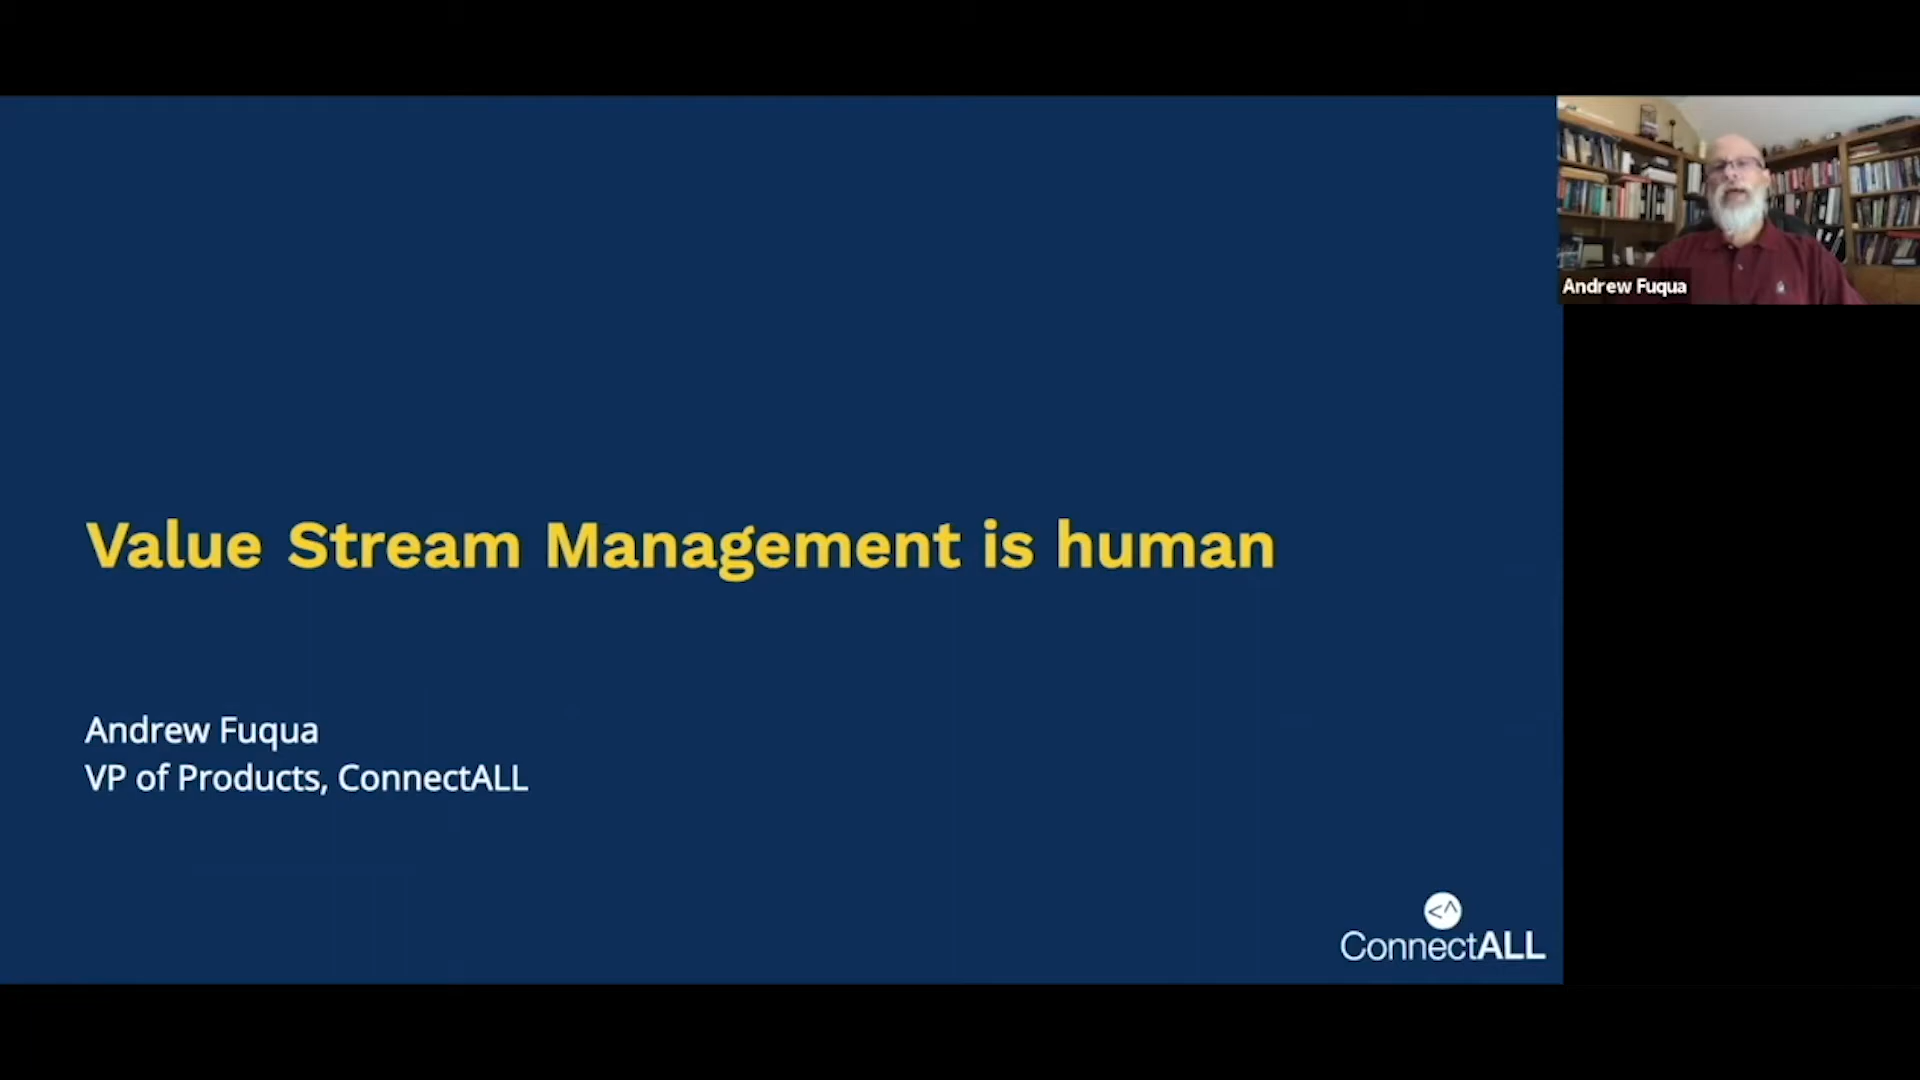 Value Stream Management is human
Andrew Fuqua
VP of Products, ConnectALL
ConnectALL
Andrew Fuqua